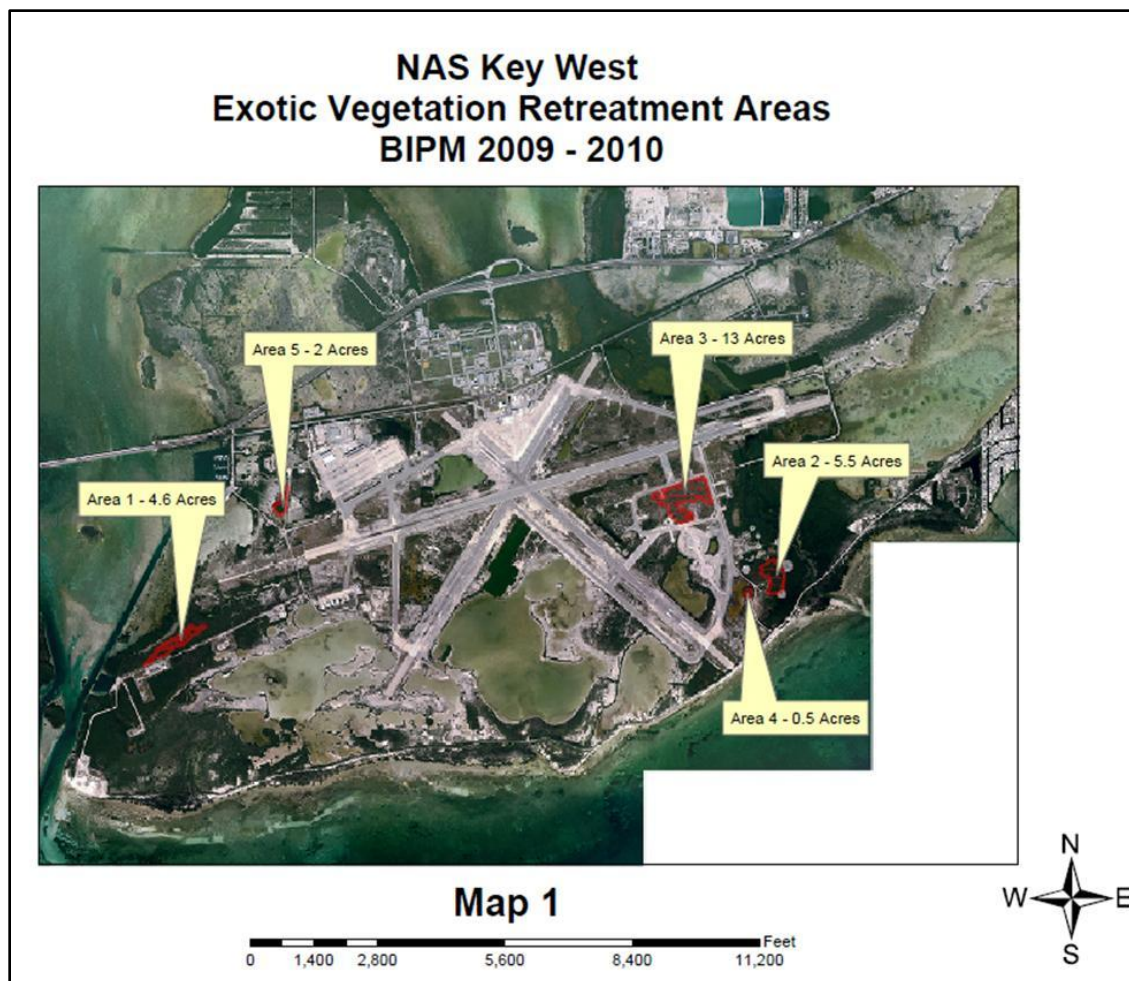 NAS Key West
Exotic Vegetation Retreatment Areas
BIPM 2009 - 2010
Area 5 - 2 Acres
Area 3 - 13 Acres
Area 2 - 5.5 Acres
Area 1 - 4.6 Acres
Area 4 - 0.5 Acres
Map 1
N
W
E
S
Feet
0 1,400 2,800 5,600 8,400 11,200